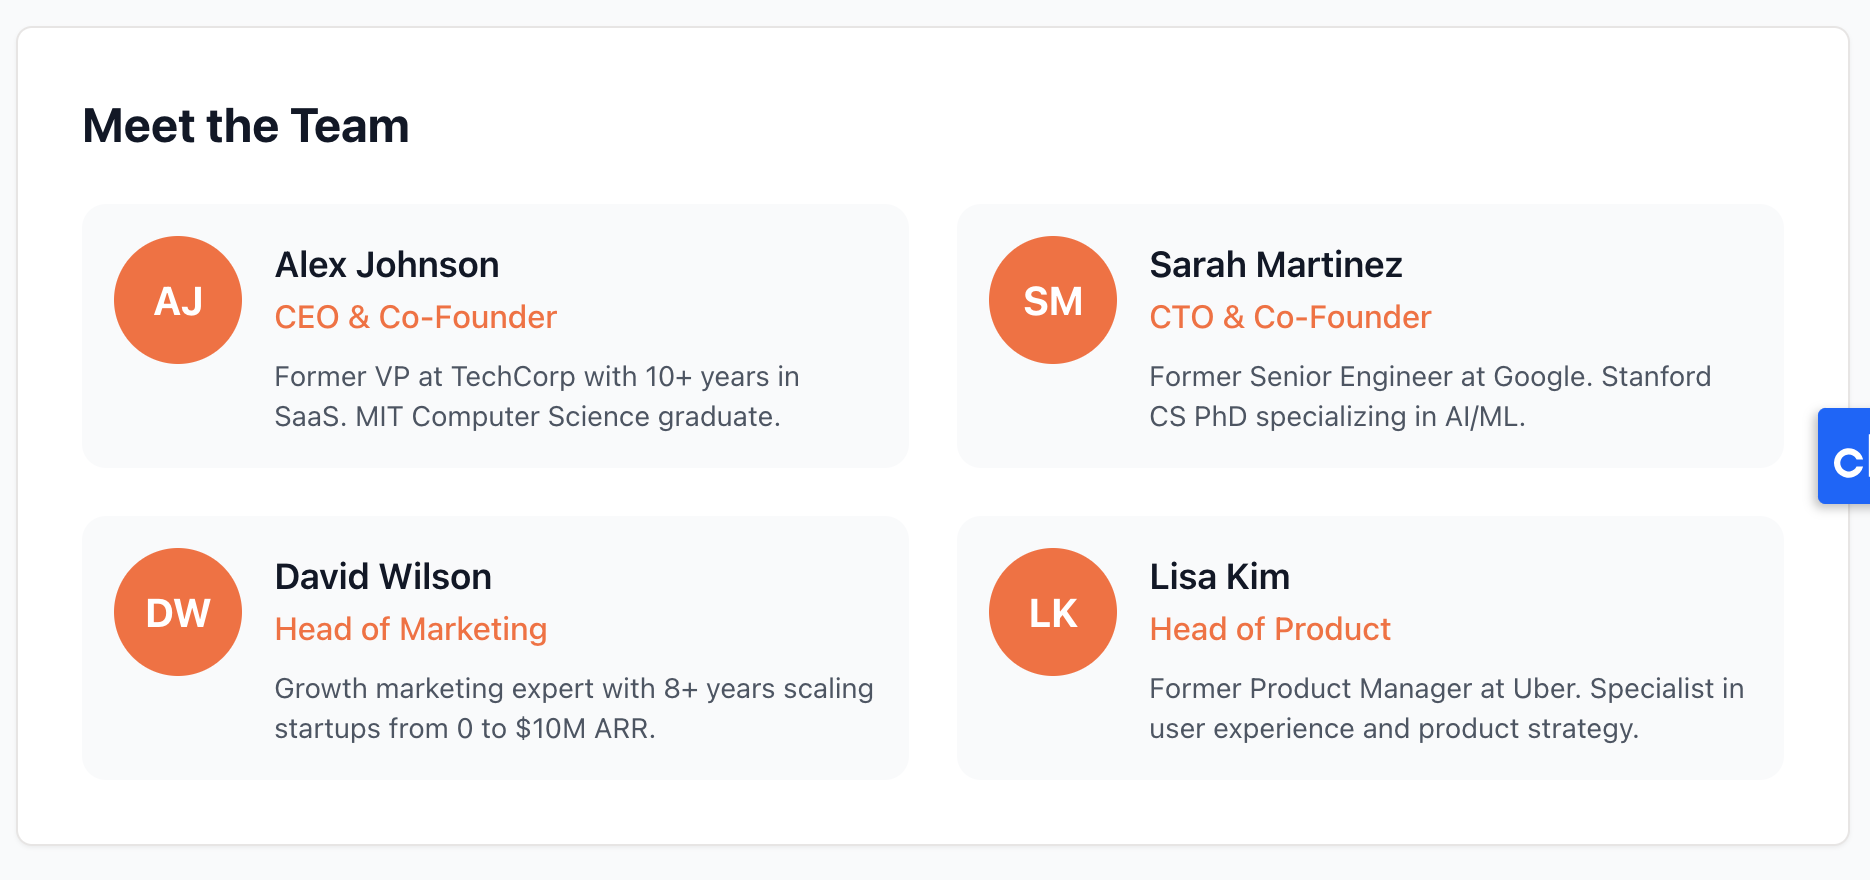 Meet the Team
AJ
Alex Johnson
CEO & Co-Founder
Former VP at TechCorp with 10+ years in
SaaS. MIT Computer Science graduate.
SM
Sarah Martinez
CTO & Co-Founder
Former Senior Engineer at Google. Stanford
CS PhD specializing in AI/ML.
DW
David Wilson
Head of Marketing
Growth marketing expert with 8+ years scaling
startups from 0 to $10M ARR.
LK
Lisa Kim
Head of Product
Former Product Manager at Uber. Specialist in
user experience and product strategy.